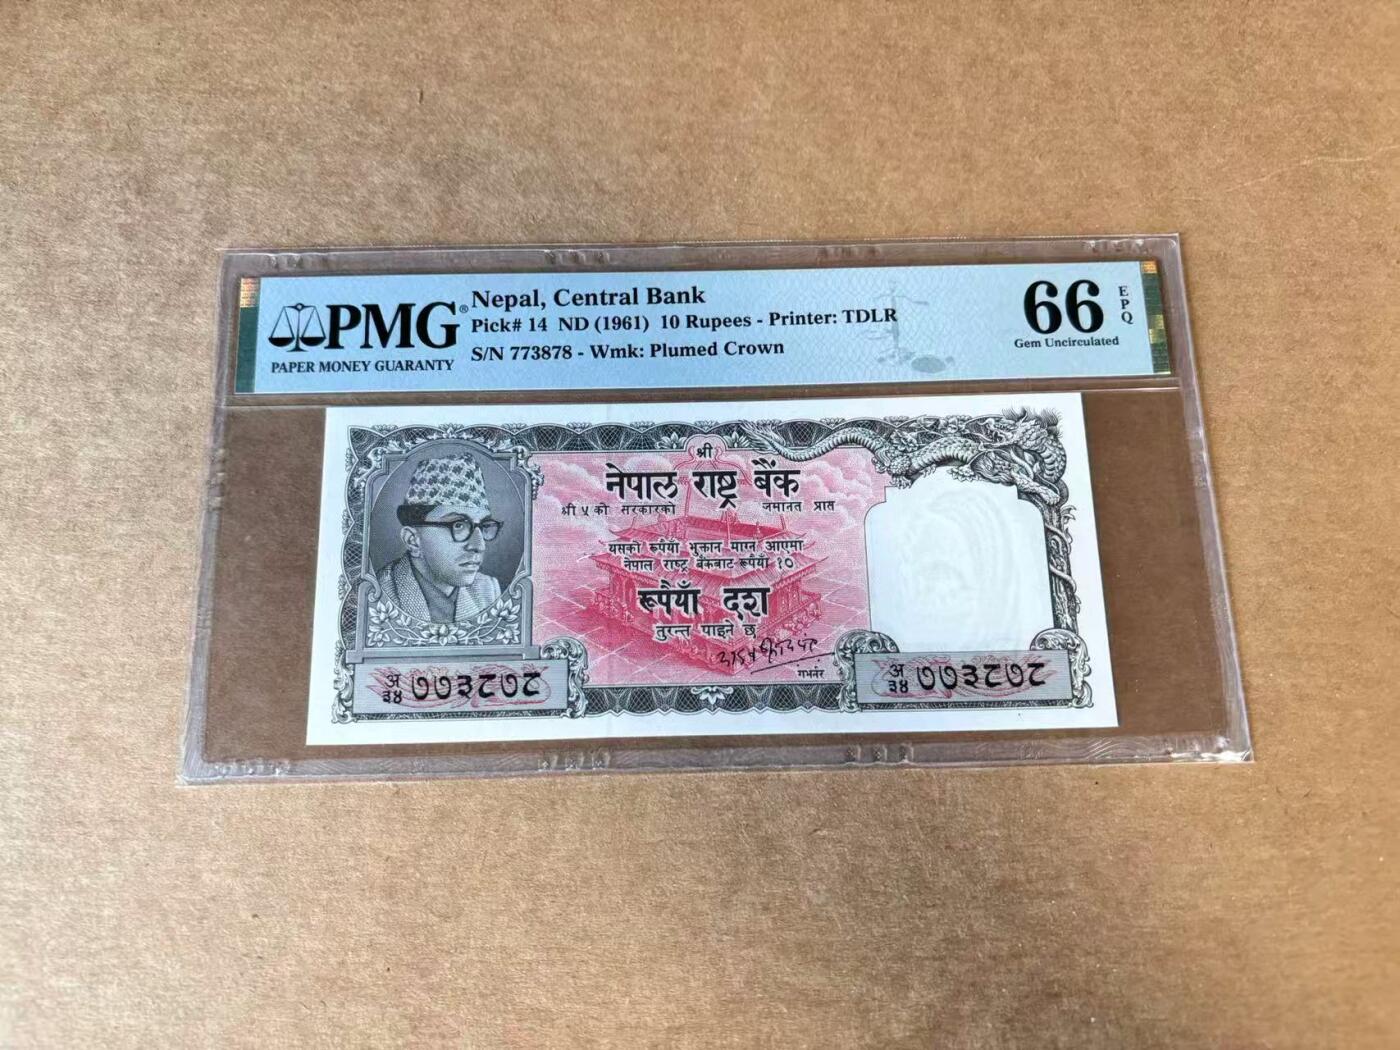 PMG®
PAPER MONEY GUARANTY
Nepal, Central Bank
Pick# 14 ND (1961) 10 Rupees - Printer: TDLR
S/N 773878 - Wmk: Plumed Crown
66
EPQ
Gem Uncirculated
श्री
नेपाल राष्ट्र बैंक
श्री ५ को सरकारको जमानत प्राप्त
यसको रूपैयाँ भुक्तान माग्न आएमा
नेपाल राष्ट्र बैंकबाट रूपैयाँ १०
रूपैयाँ दश
तुरन्त पाइने छ
गभर्नर
अ
३४ ७७३८७८
अ
३४ ७७३८७८